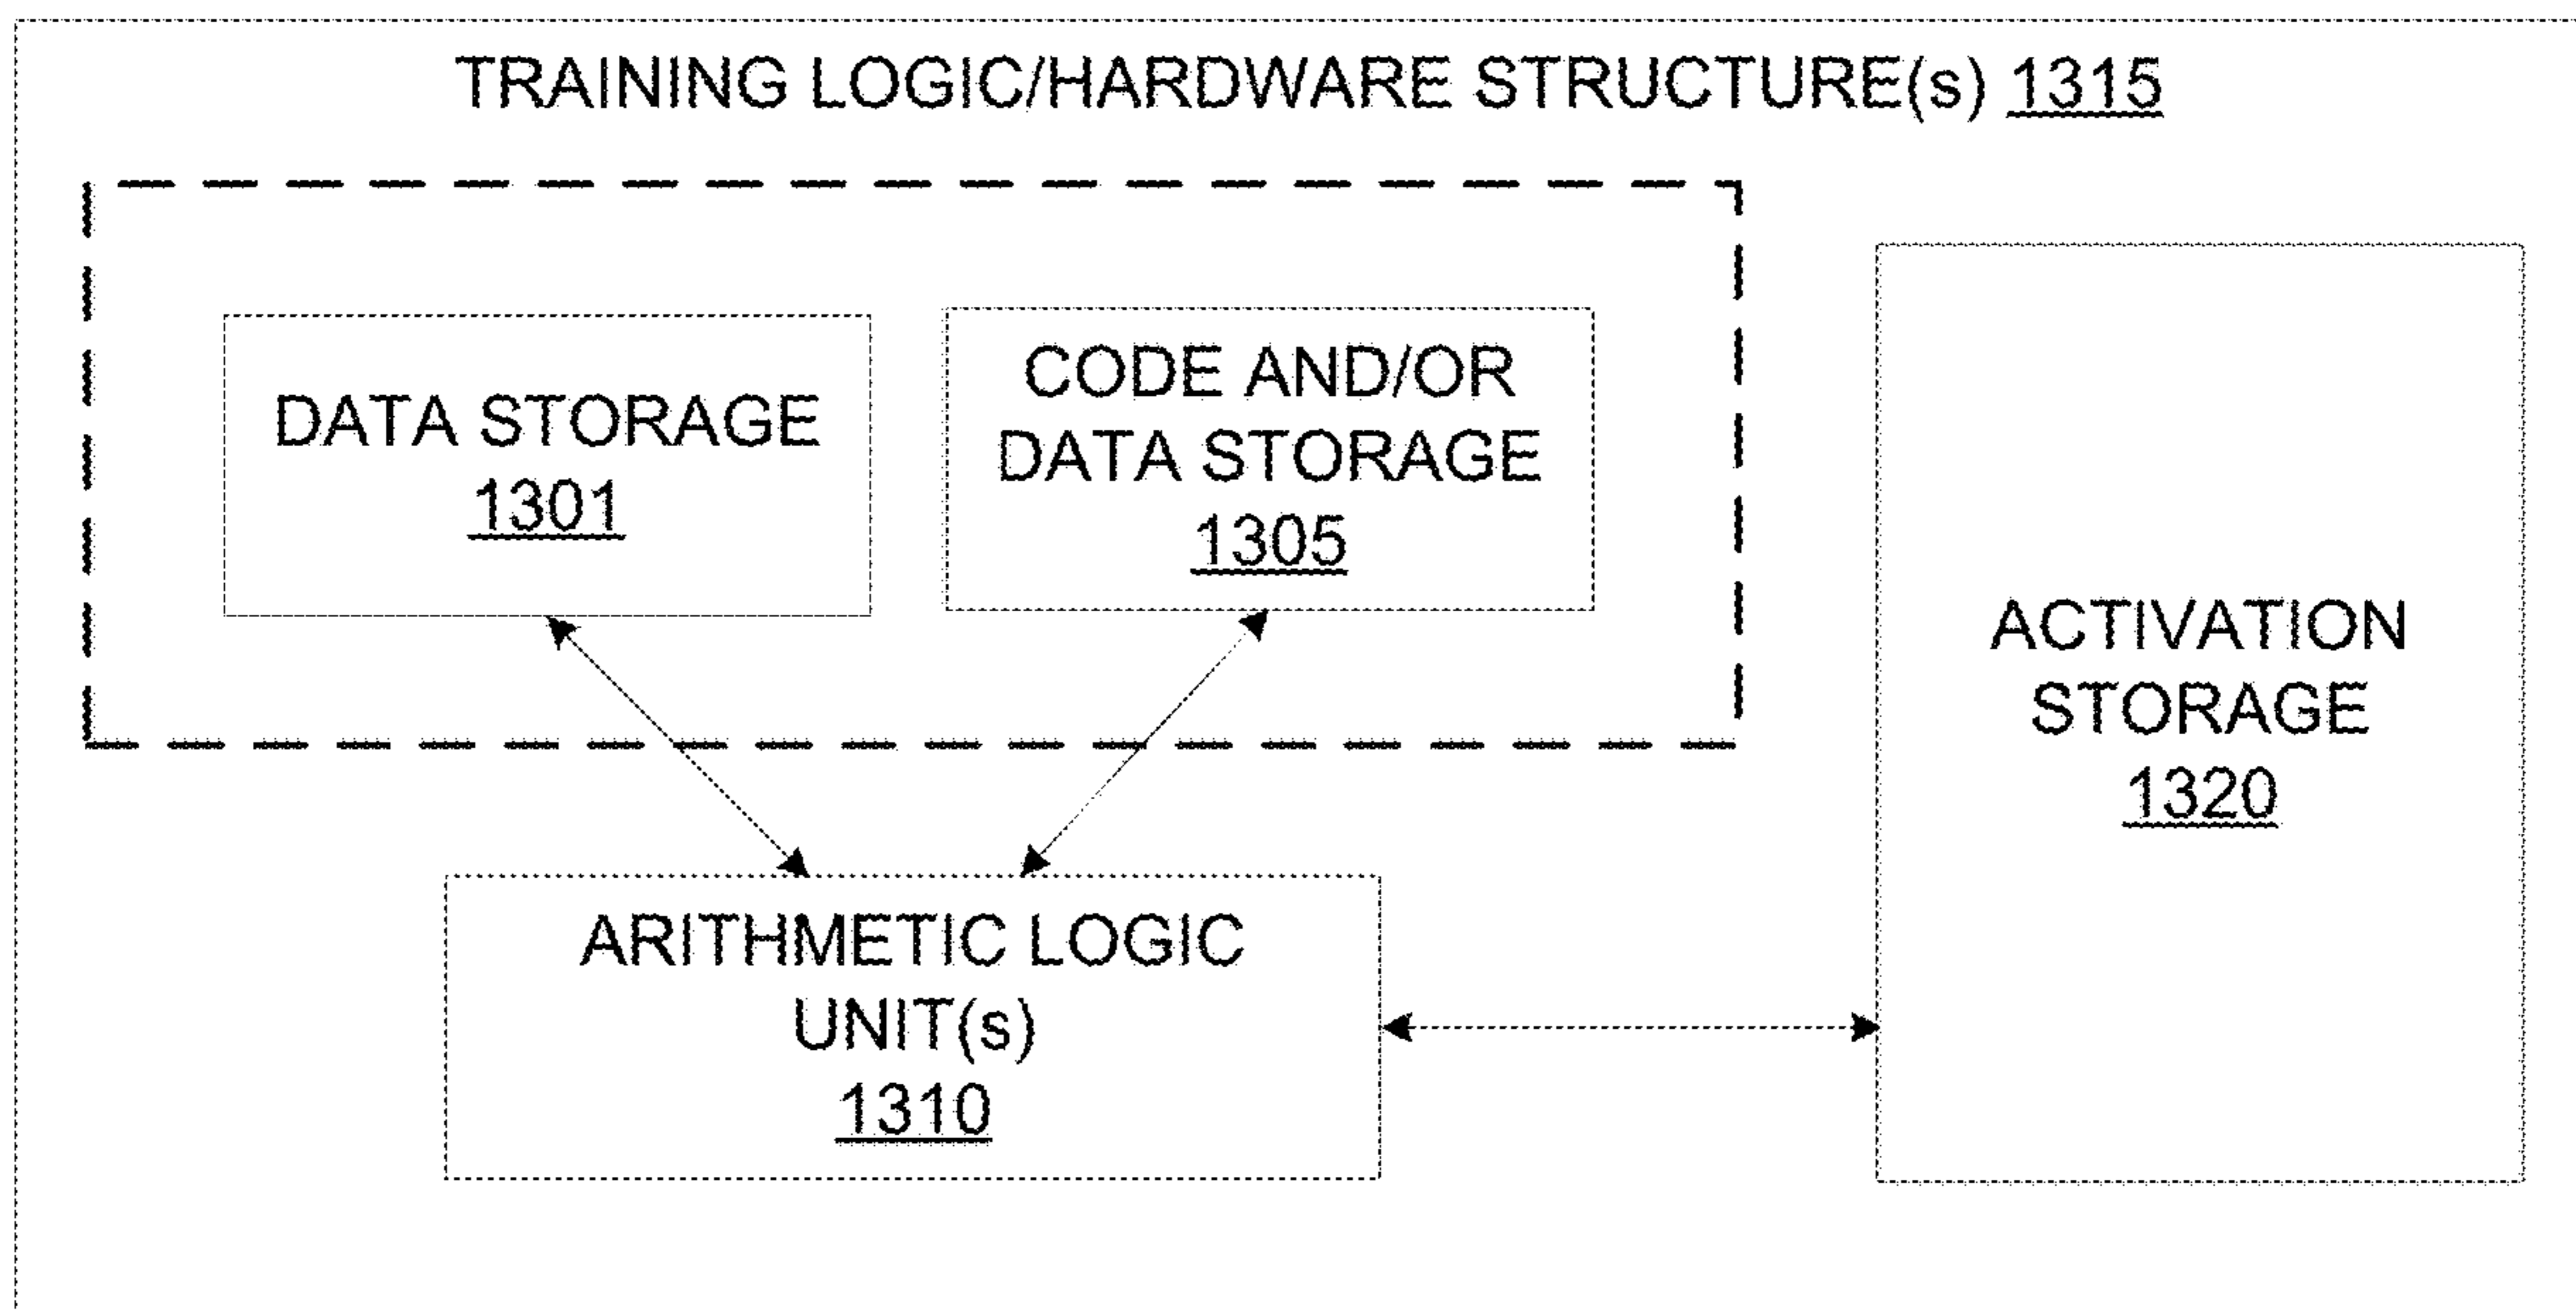 TRAINING LOGIC/HARDWARE STRUCTURE(s) 1315
DATA STORAGE
1301
CODE AND/OR
DATA STORAGE
1305
ACTIVATION
STORAGE
1320
ARITHMETIC LOGIC
UNIT(s)
1310